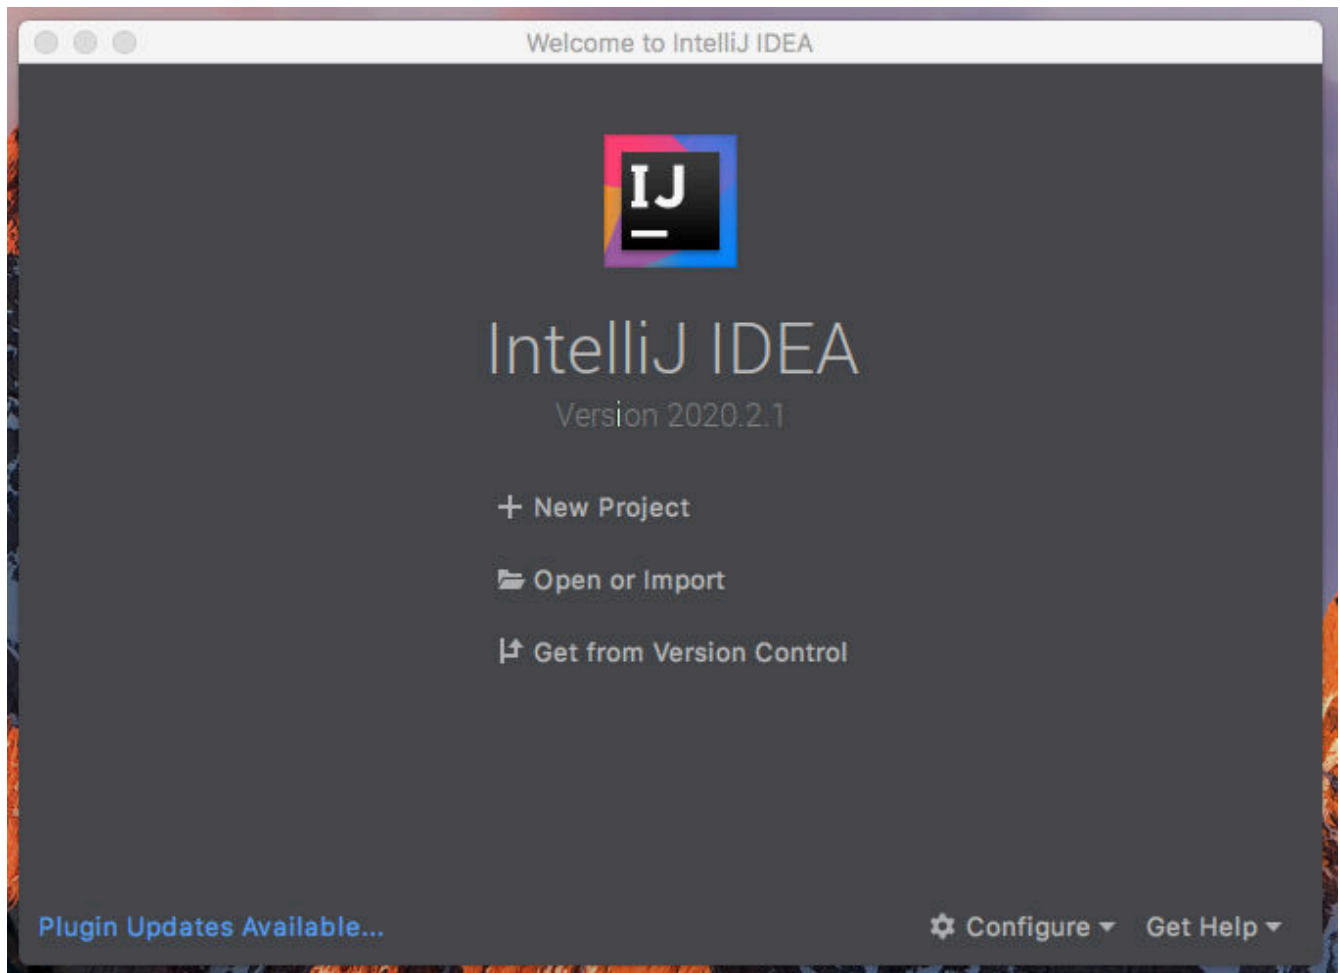 Welcome to IntelliJ IDEA
IJ
IntelliJ IDEA
Version 2020.2.1
New Project
Open or Import
Get from Version Control
Plugin Updates Available...
Configure
Get Help